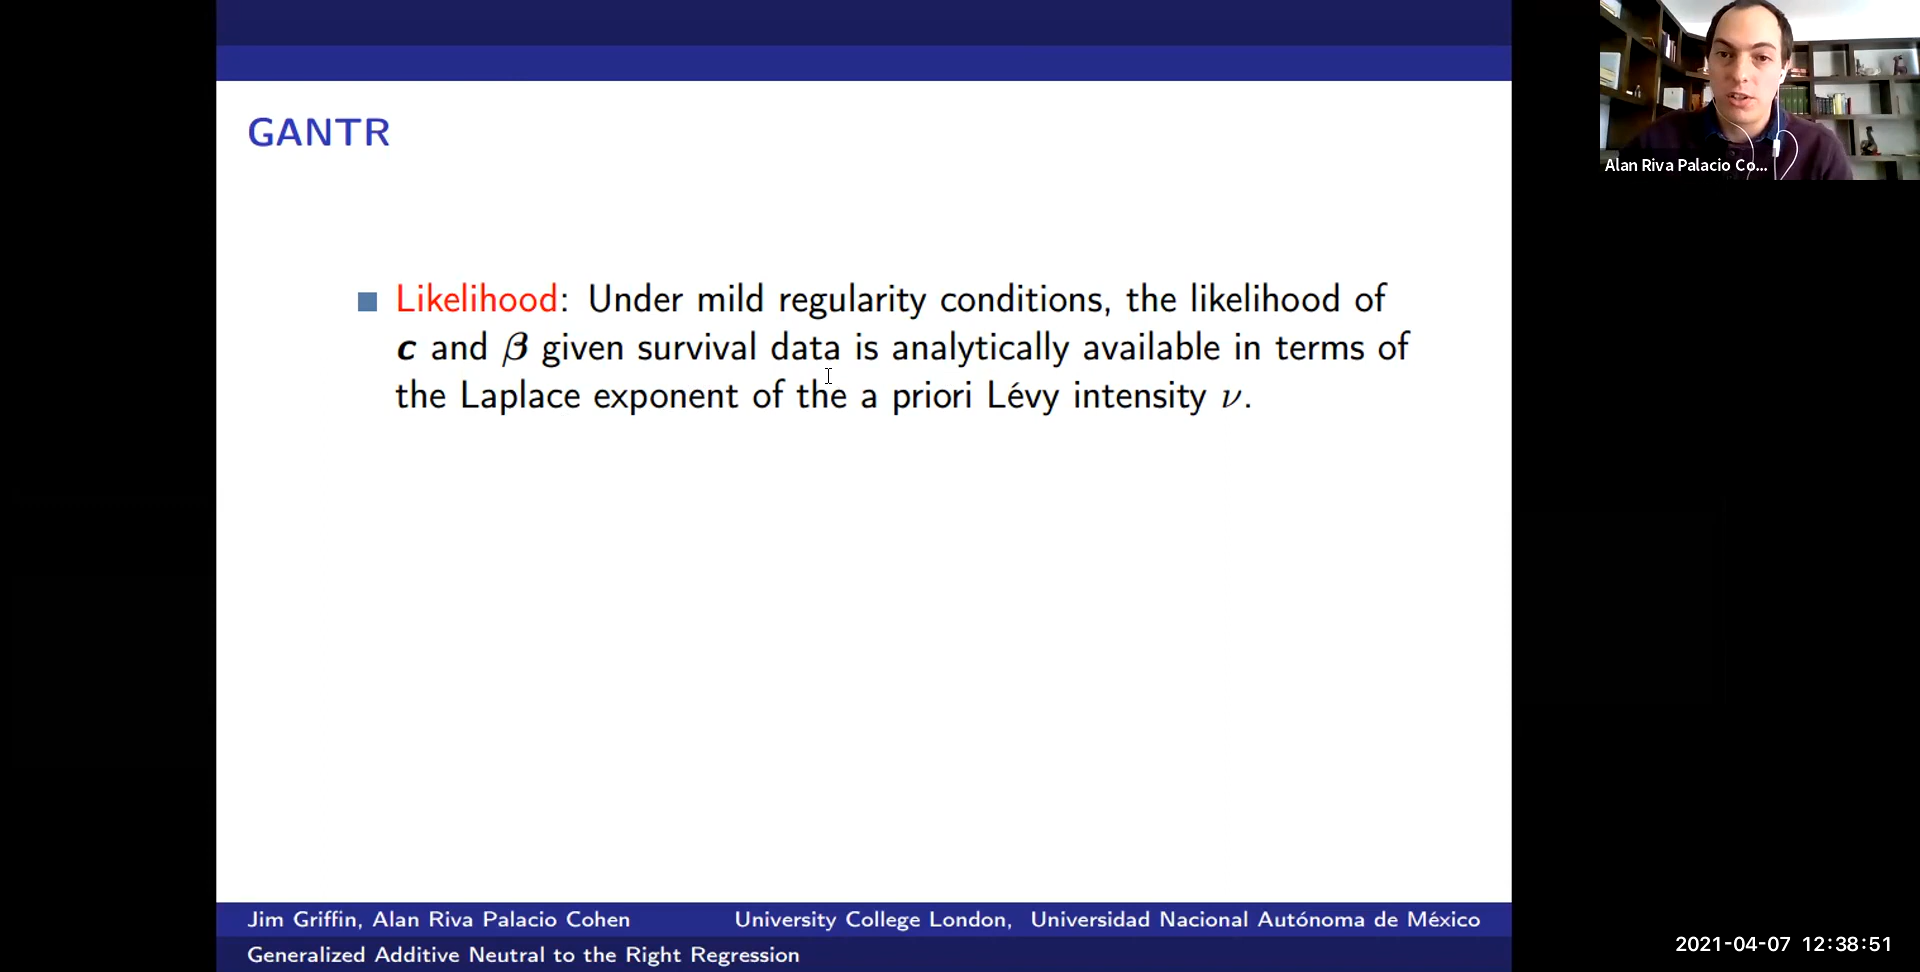 GANTR
Likelihood: Under mild regularity conditions, the likelihood of
c and β given survival data is analytically available in terms of
the Laplace exponent of the a priori Lévy intensity ν.
Jim Griffin, Alan Riva Palacio Cohen University College London, Universidad Nacional Autónoma de México
Generalized Additive Neutral to the Right Regression
Alan Riva Palacio Co...
2021-04-07 12:38:51